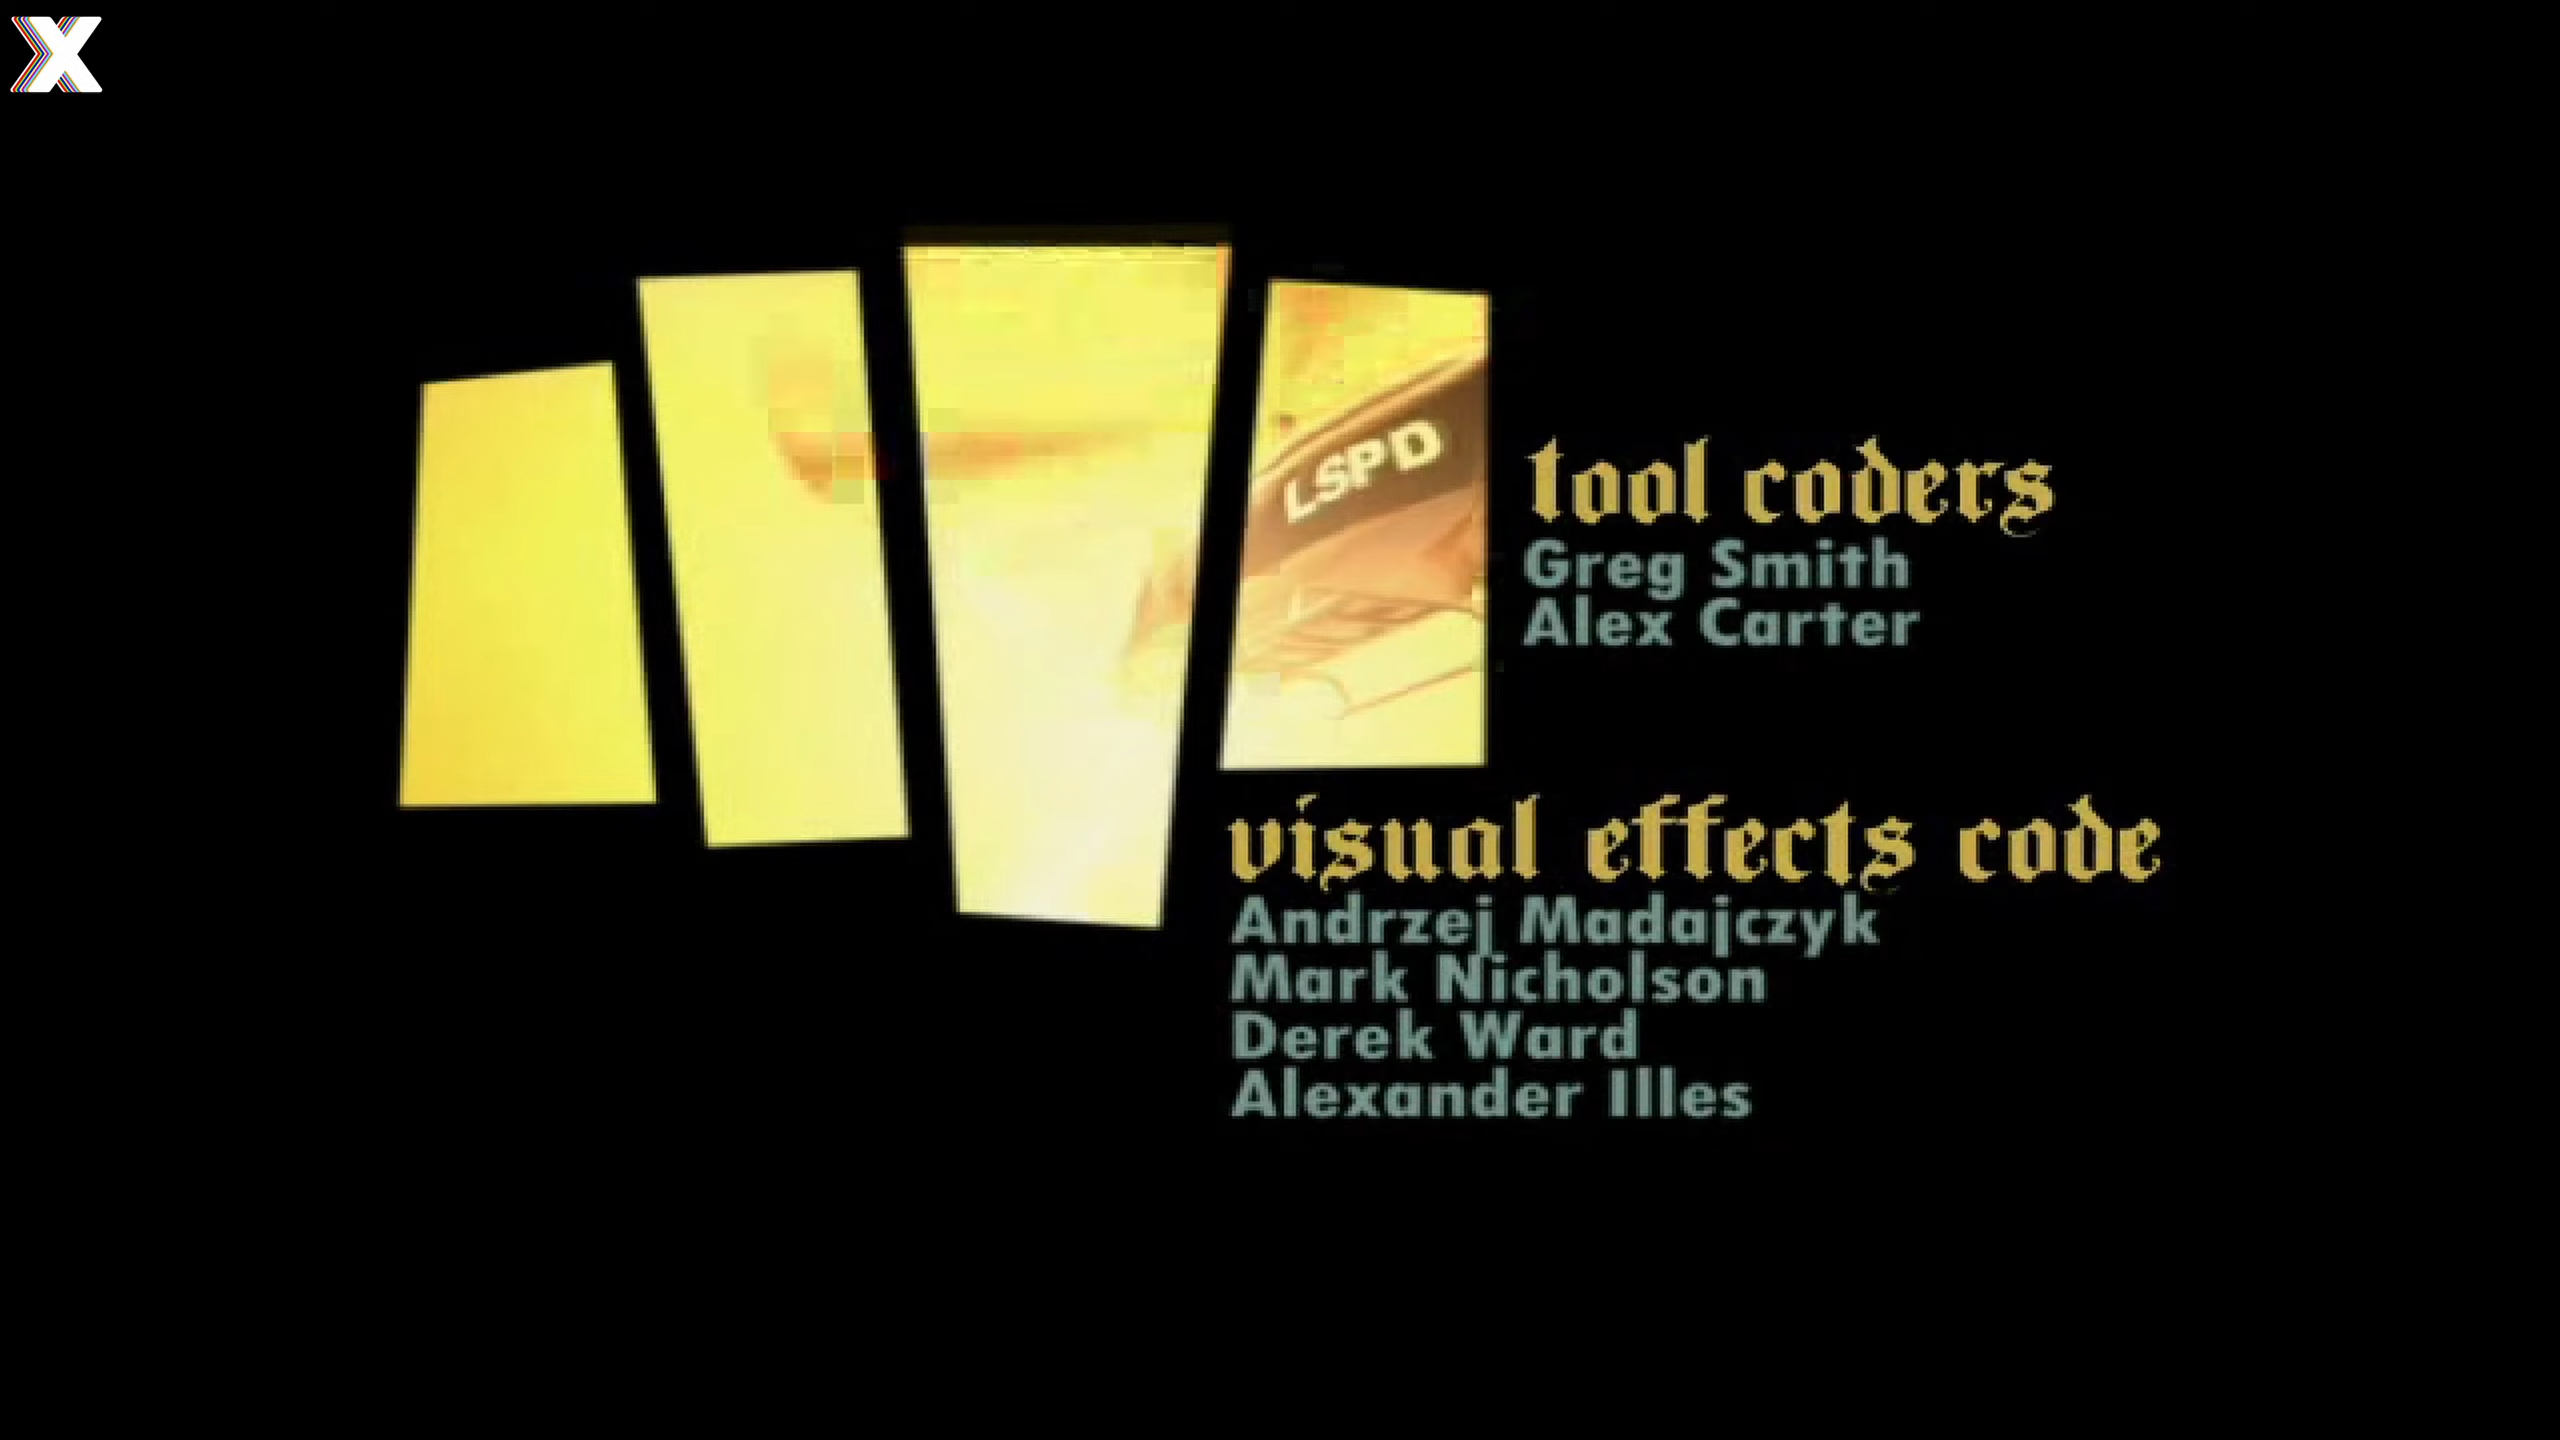 X
LSPD
tool coders
Greg Smith
Alex Carter
visual effects code
Andrzej Madajczyk
Mark Nicholson
Derek Ward
Alexander Illes